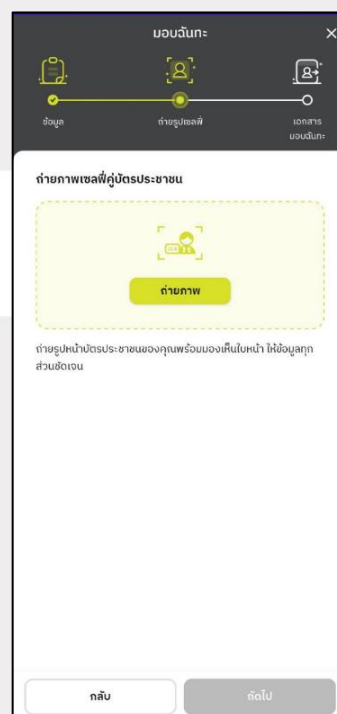 มอบฉันทะ
ข้อมูล
ถ่ายรูปเซลฟี่
เอกสาร
มอบฉันทะ
ถ่ายภาพเซลฟี่คู่บัตรประชาชน
ถ่ายภาพ
ถ่ายรูปหน้าบัตรประชาชนของคุณพร้อมมองเห็นใบหน้า ให้ข้อมูลทุก
ส่วนชัดเจน
กลับ
ถัดไป